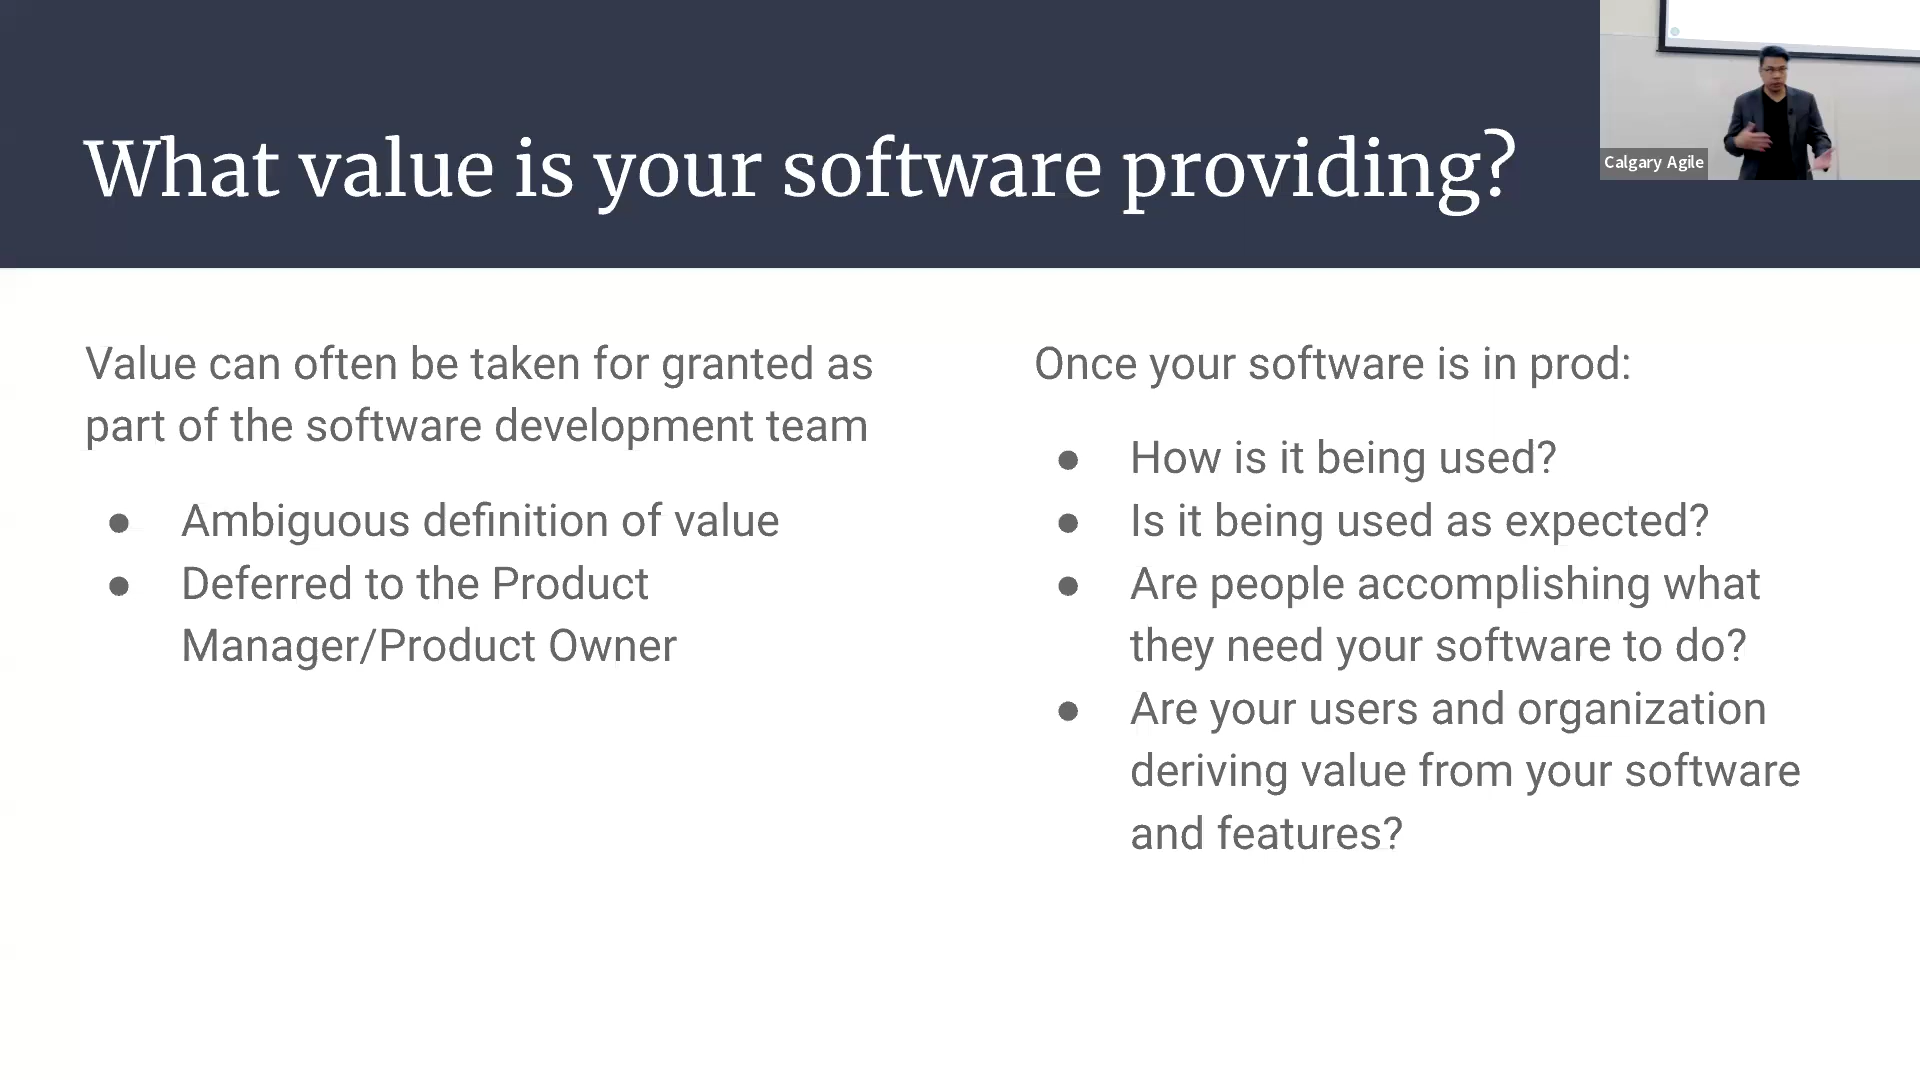 What value is your software providing?
Calgary Agile
Value can often be taken for granted as
part of the software development team
● Ambiguous definition of value
● Deferred to the Product
Manager/Product Owner
Once your software is in prod:
● How is it being used?
● Is it being used as expected?
● Are people accomplishing what
they need your software to do?
● Are your users and organization
deriving value from your software
and features?